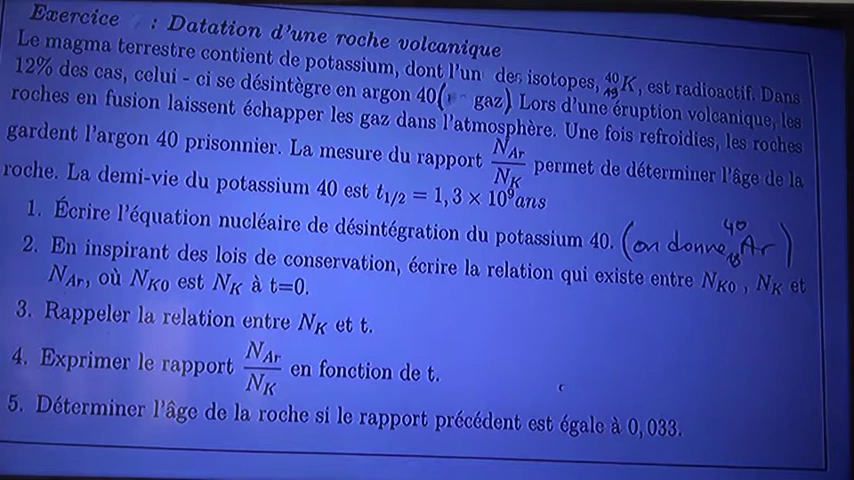 Exercice : Datation d'une roche volcanique
Le magma terrestre contient de potassium, dont l'un des isotopes, ⁴⁰₁₉K, est radioactif. Dans
12% des cas, celui - ci se désintègre en argon 40( gaz) Lors d'une éruption volcanique, les
roches en fusion laissent échapper les gaz dans l'atmosphère. Une fois refroidies, les roches
gardent l'argon 40 prisonnier. La mesure du rapport N_Ar/N_K permet de déterminer l'âge de la
roche. La demi-vie du potassium 40 est t_1/2 = 1,3 × 10⁹ans
1. Écrire l'équation nucléaire de désintégration du potassium 40. (on donne ⁴⁰₁₈Ar)
2. En inspirant des lois de conservation, écrire la relation qui existe entre N_K0 , N_K et
N_Ar, où N_K0 est N_K à t=0.
3. Rappeler la relation entre N_K et t.
4. Exprimer le rapport N_Ar/N_K en fonction de t.
5. Déterminer l'âge de la roche si le rapport précédent est égale à 0,033.